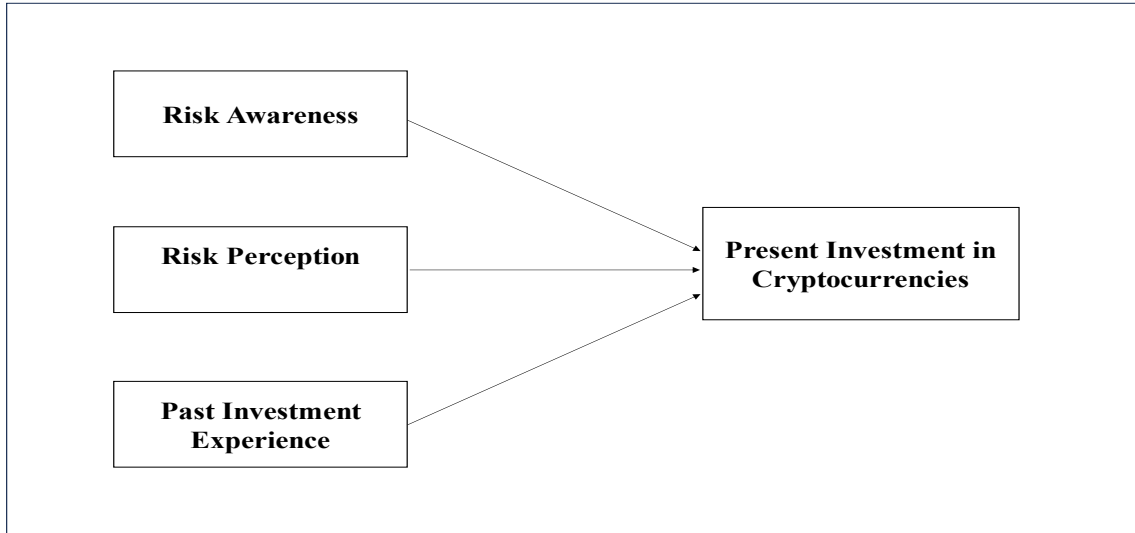 Risk Awareness
Risk Perception
Past Investment
Experience
Present Investment in
Cryptocurrencies